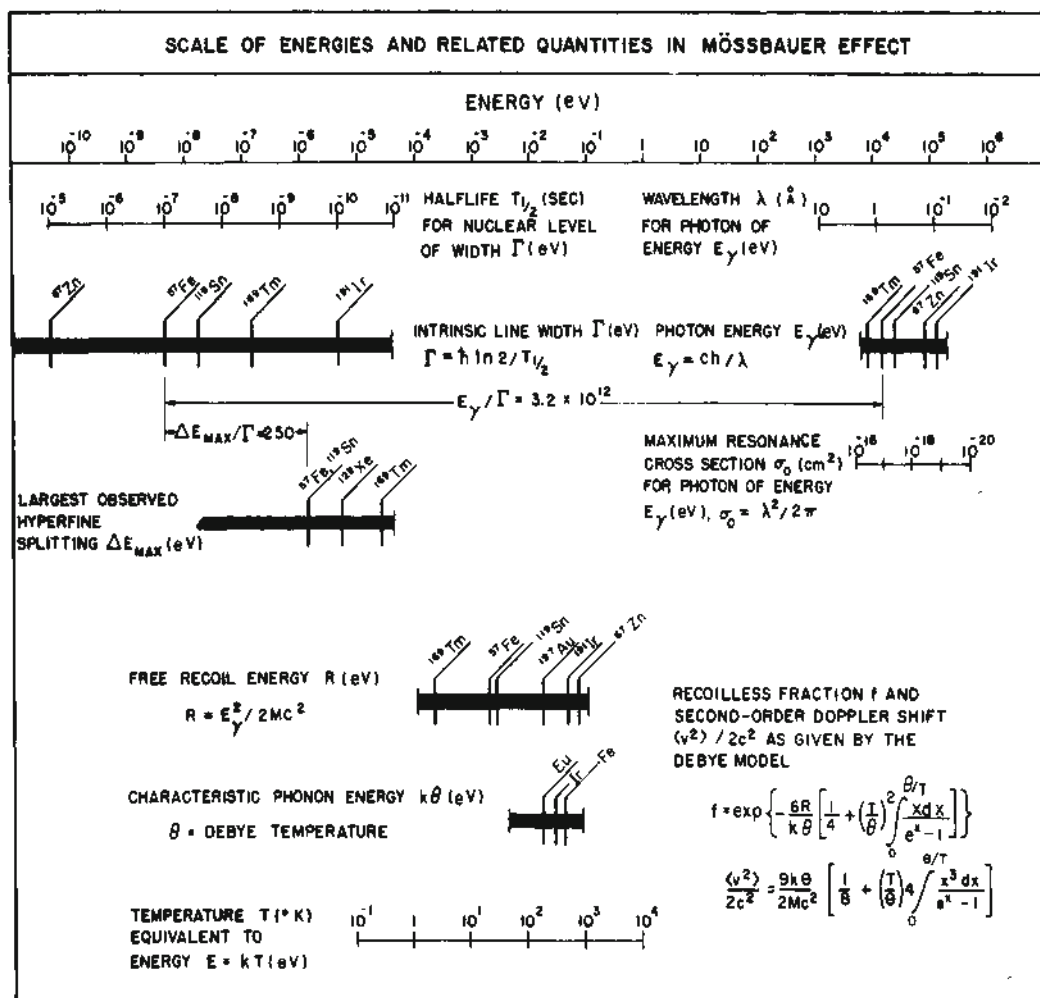 SCALE OF ENERGIES AND RELATED QUANTITIES IN MÖSSBAUER EFFECT
ENERGY (eV)
10⁻¹⁰ 10⁻⁹ 10⁻⁸ 10⁻⁷ 10⁻⁶ 10⁻⁵ 10⁻⁴ 10⁻³ 10⁻² 10⁻¹ 1 10 10² 10³ 10⁴ 10⁵ 10⁶
10⁻⁵ 10⁻⁶ 10⁻⁷ 10⁻⁸ 10⁻⁹ 10⁻¹⁰ 10⁻¹¹
HALFLIFE T₁/₂ (SEC)
FOR NUCLEAR LEVEL
OF WIDTH Γ (eV)
WAVELENGTH λ (Å)
FOR PHOTON OF
ENERGY Eγ (eV)
10 1 10⁻¹ 10⁻²
⁶⁷Zn ⁵⁷Fe ¹¹⁹Sn ¹⁶⁹Tm ¹⁹¹Ir
INTRINSIC LINE WIDTH Γ (eV)
Γ = ħ ln 2/T₁/₂
PHOTON ENERGY Eγ (eV)
Eγ = ch/λ
¹⁶⁹Tm ⁵⁷Fe ¹¹⁹Sn ⁶⁷Zn ¹⁹¹Ir
Eγ/Γ = 3.2 × 10¹²
ΔE MAX/Γ=250
MAXIMUM RESONANCE
CROSS SECTION σ₀ (cm²)
FOR PHOTON OF ENERGY
Eγ (eV), σ₀ = λ²/2π
10⁻¹⁶ 10⁻¹⁸ 10⁻²⁰
LARGEST OBSERVED
HYPERFINE
SPLITTING ΔE MAX (eV)
⁵⁷Fe, ¹¹⁹Sn ¹²⁹Xe ¹⁶⁹Tm
FREE RECOIL ENERGY R (eV)
R = Eγ²/2Mc²
¹⁶⁹Tm ⁵⁷Fe ¹¹⁹Sn ¹⁹⁷Au ¹⁹¹Ir ⁶⁷Zn
CHARACTERISTIC PHONON ENERGY kθ (eV)
θ = DEBYE TEMPERATURE
Eu Ir Fe
RECOILLESS FRACTION f AND
SECOND-ORDER DOPPLER SHIFT
⟨v²⟩/2c² AS GIVEN BY THE
DEBYE MODEL
f = exp{-6R/kθ [1/4 + (T/θ)² ∫₀^θ/T xdx/eˣ-1]}
⟨v²⟩/2c² = 9kθ/2Mc² [1/8 + (T/θ)4 ∫₀^θ/T x³dx/eˣ-1]
TEMPERATURE T (°K)
EQUIVALENT TO
ENERGY E = kT (eV)
10⁻¹ 1 10 10² 10³ 10⁴